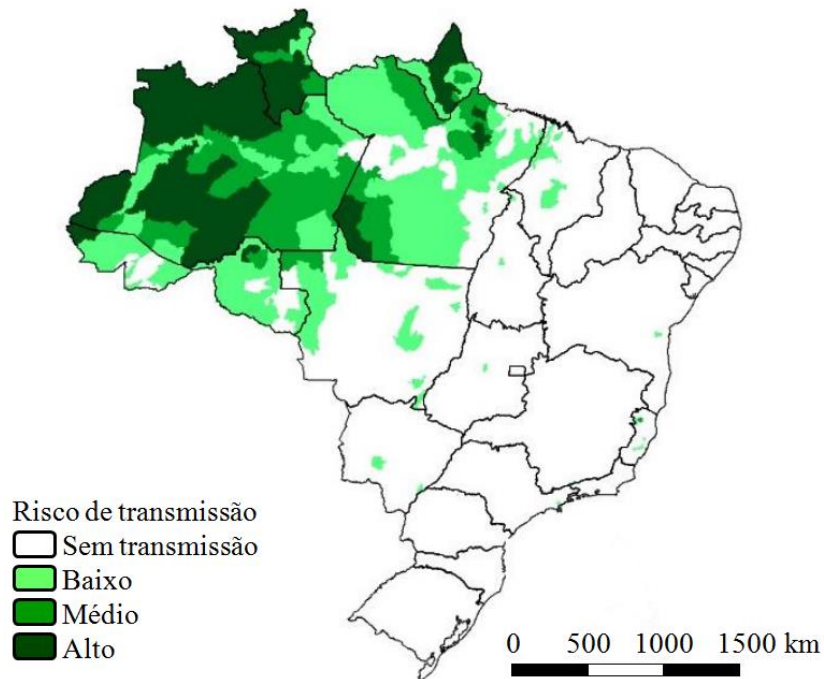 Risco de transmissão
Sem transmissão
Baixo
Médio
Alto
0 500 1000 1500 km